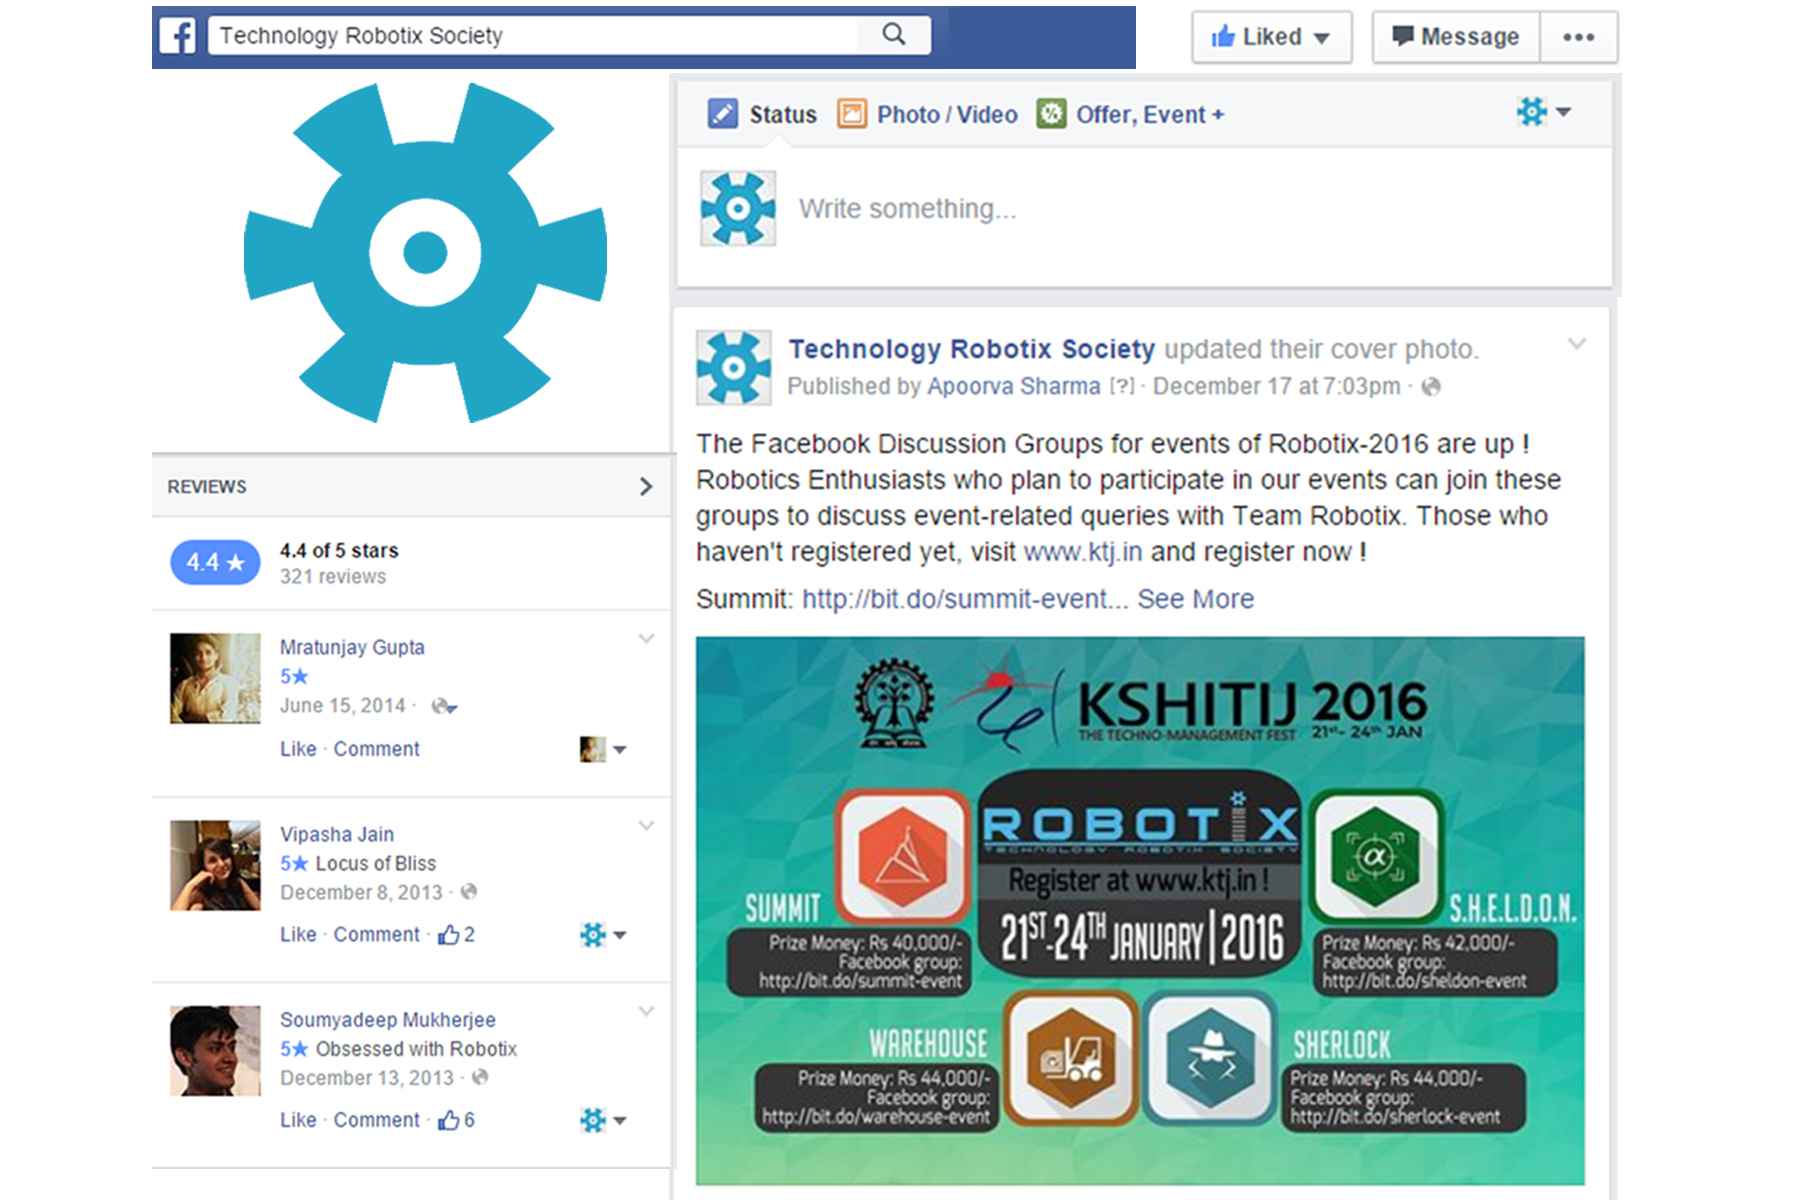 Technology Robotix Society
Liked
Message
Status
Photo / Video
Offer, Event +
Write something...
REVIEWS
4.4 ★
4.4 of 5 stars
321 reviews
Mratunjay Gupta
5★
June 15, 2014 ·
Like · Comment
Vipasha Jain
5★ Locus of Bliss
December 8, 2013 ·
Like · Comment · 2
Soumyadeep Mukherjee
5★ Obsessed with Robotix
December 13, 2013 ·
Like · Comment · 6
Technology Robotix Society updated their cover photo.
Published by Apoorva Sharma [?] · December 17 at 7:03pm ·
The Facebook Discussion Groups for events of Robotix-2016 are up !
Robotics Enthusiasts who plan to participate in our events can join these
groups to discuss event-related queries with Team Robotix. Those who
haven't registered yet, visit www.ktj.in and register now !
Summit: http://bit.do/summit-event... See More
KSHITIJ 2016
THE TECHNO-MANAGEMENT FEST 21st- 24th JAN
ROBOTIX
TECHNOLOGY ROBOTIX SOCIETY
Register at www.ktj.in !
21ST-24TH JANUARY | 2016
SUMMIT
Prize Money: Rs 40,000/-
Facebook group:
http://bit.do/summit-event
α
S.H.E.L.D.O.N.
Prize Money: Rs 42,000/-
Facebook group:
http://bit.do/sheldon-event
WAREHOUSE
Prize Money: Rs 44,000/-
Facebook group:
http://bit.do/warehouse-event
SHERLOCK
Prize Money: Rs 44,000/-
Facebook group:
http://bit.do/sherlock-event